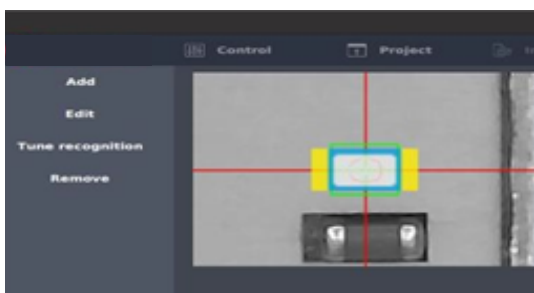 Control
Project
Add
Edit
Tune recognition
Remove